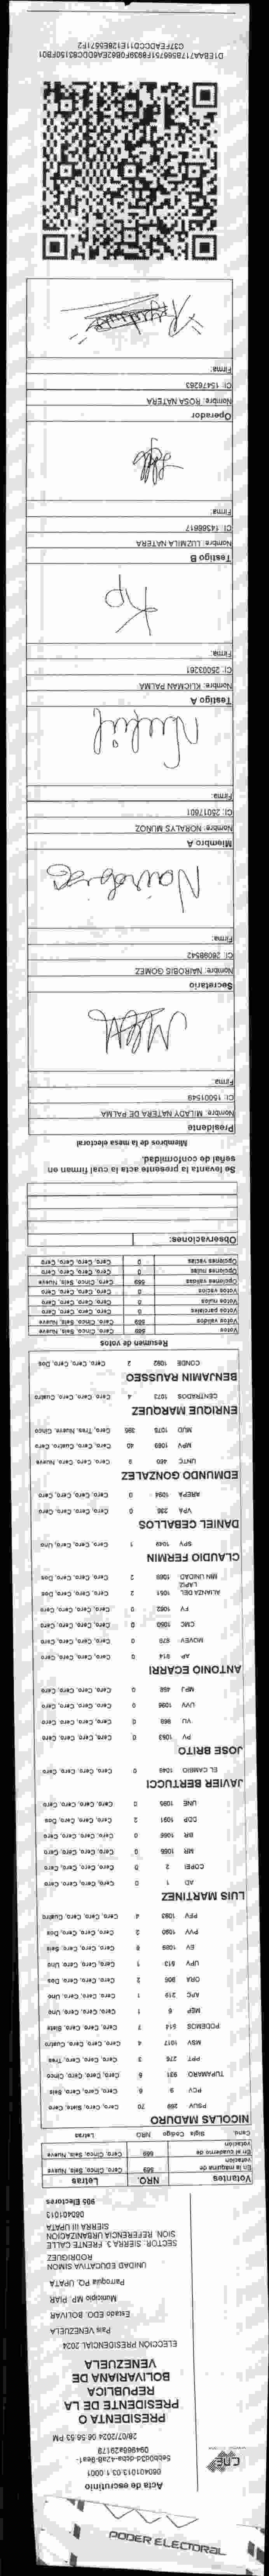 PODER ELECTORAL
Acta de escrutinio
080401013.03.1.0001
28/07/2024 06:56:53 PM
CNE
PRESIDENTA O
PRESIDENTE DE LA
REPUBLICA
BOLIVARIANA DE
VENEZUELA
ELECCIÓN PRESIDENCIAL 2024
País VENEZUELA
Estado EDO. BOLIVAR
Municipio MP. PIAR
Parroquia PQ. UPATA
UNIDAD EDUCATIVA SIMON
RODRIGUEZ
SECTOR: SIERRA 3. FRENTE CALLE
SION. REFERENCIA URBANIZACION
SIERRA III UPATA
080401013
905 Electores
Votantes NRO. Letras
En la máquina de votación 569 Cero, Cinco, Seis, Nueve
En el cuaderno de votación 569 Cero, Cinco, Seis, Nueve
Cand. Sigla Código NRO Letras
NICOLAS MADURO
PSUV 269 70 Cero, Cero, Siete, Cero
PCV 9 6 Cero, Cero, Cero, Seis
TUPAMARO 931 5 Cero, Cero, Cero, Cinco
PPT 276 3 Cero, Cero, Cero, Tres
MSV 1017 4 Cero, Cero, Cero, Cuatro
PODEMOS 514 7 Cero, Cero, Cero, Siete
MEP 6 1 Cero, Cero, Cero, Uno
APC 219 1 Cero, Cero, Cero, Uno
ORA 906 2 Cero, Cero, Cero, Dos
UPV 513 1 Cero, Cero, Cero, Uno
EV 1089 6 Cero, Cero, Cero, Seis
PVV 1090 2 Cero, Cero, Cero, Dos
PFV 1093 4 Cero, Cero, Cero, Cuatro
LUIS MARTINEZ
AD 1 0 Cero, Cero, Cero, Cero
COPEI 2 0 Cero, Cero, Cero, Cero
MR 1055 0 Cero, Cero, Cero, Cero
BR 1066 0 Cero, Cero, Cero, Cero
DDP 1091 2 Cero, Cero, Cero, Dos
UNE 1095 0 Cero, Cero, Cero, Cero
JAVIER BERTUCCI
EL CAMBIO 1048 0 Cero, Cero, Cero, Cero
JOSE BRITO
PV 1053 0 Cero, Cero, Cero, Cero
VU 968 0 Cero, Cero, Cero, Cero
UVV 1096 0 Cero, Cero, Cero, Cero
MPJ 458 0 Cero, Cero, Cero, Cero
ANTONIO ECARRI
AP 914 0 Cero, Cero, Cero, Cero
MOVEV 879 0 Cero, Cero, Cero, Cero
CMC 1050 0 Cero, Cero, Cero, Cero
FV 1062 0 Cero, Cero, Cero, Cero
ALIANZA DEL LAPIZ 1051 2 Cero, Cero, Cero, Dos
MIN UNIDAD 1069 2 Cero, Cero, Cero, Dos
CLAUDIO FERMIN
SPV 1049 1 Cero, Cero, Cero, Uno
DANIEL CEBALLOS
VPA 236 0 Cero, Cero, Cero, Cero
AREPA 1094 0 Cero, Cero, Cero, Cero
EDMUNDO GONZALEZ
UNTC 460 9 Cero, Cero, Cero, Nueve
MPV 1069 40 Cero, Cero, Cuatro, Cero
MUD 1075 395 Cero, Tres, Nueve, Cinco
ENRIQUE MARQUEZ
CENTRADOS 1073 4 Cero, Cero, Cero, Cuatro
BENJAMIN RAUSSEO
CONDE 1092 2 Cero, Cero, Cero, Dos
Resumen de votos
Votos 569 Cero, Cinco, Seis, Nueve
Votos válidos 569 Cero, Cinco, Seis, Nueve
Votos parciales 0 Cero, Cero, Cero, Cero
Votos nulos 0 Cero, Cero, Cero, Cero
Votos vacíos 0 Cero, Cero, Cero, Cero
Opciones válidas 569 Cero, Cinco, Seis, Nueve
Opciones nulas 0 Cero, Cero, Cero, Cero
Opciones vacías 0 Cero, Cero, Cero, Cero
Observaciones:
Se levanta la presente acta la cual firman en
señal de conformidad.
Miembros de la mesa electoral
Presidente
Nombre: MILADY NATERA DE PALMA
CI: 15001549
Firma:
Secretario
Nombre: NAIROBIS GOMEZ
CI: 26098542
Firma:
Nairobis G
Miembro A
Nombre: NORALYS MUÑOZ
CI: 25017601
Firma:
Testigo A
Nombre: KLICMAN PALMA
CI: 25003261
Firma:
Kp
Testigo B
Nombre: LUZMILA NATERA
CI: 14366617
Firma:
Operador
Nombre: ROSA NATERA
CI: 15476263
Firma: